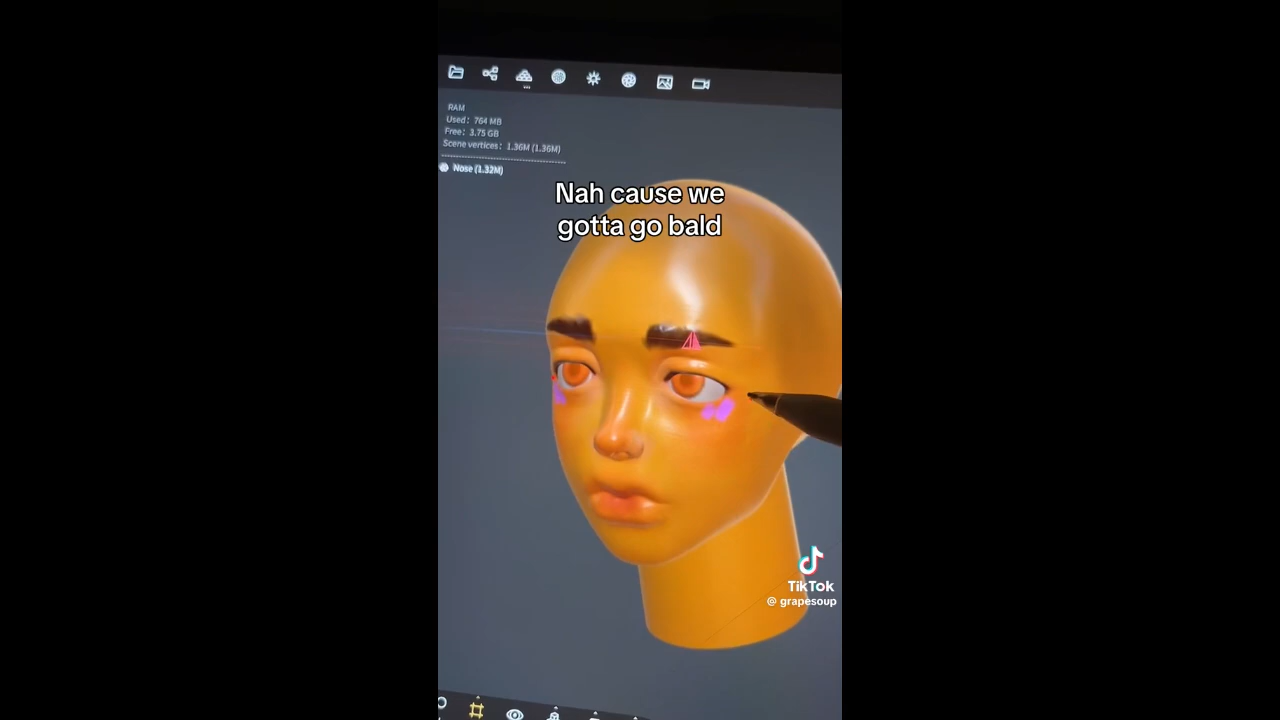 RAM
Used: 764 MB
Free: 3.75 GB
Scene vertices: 1.36M (1.36M)
Nose (1.32M)
Nah cause we
gotta go bald
TikTok
@ grapesoup